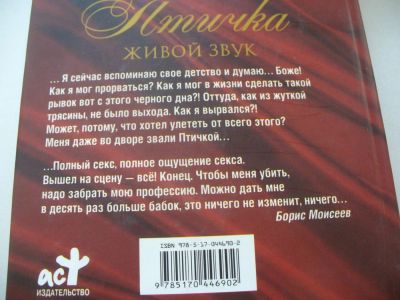 Птичка
ЖИВОЙ ЗВУК
... Я сейчас вспоминаю свое детство и думаю... Боже!
Как я мог прорваться? Как я мог в жизни сделать такой
рывок вот с этого черного дна?! Оттуда, как из жуткой
трясины, не было выхода. Как я вырвался?!
Может, потому, что хотел улететь от всего этого?
Меня даже во дворе звали Птичкой...
...Полный секс, полное ощущение секса.
Вышел на сцену — всё! Конец. Чтобы меня убить,
надо забрать мою профессию. Можно дать мне
в десять раз больше бабок, это ничего не изменит, ничего...
Борис Моисеев
ISBN 978-5-17-044690-2
9785170446902
аст
ИЗДАТЕЛЬСТВО